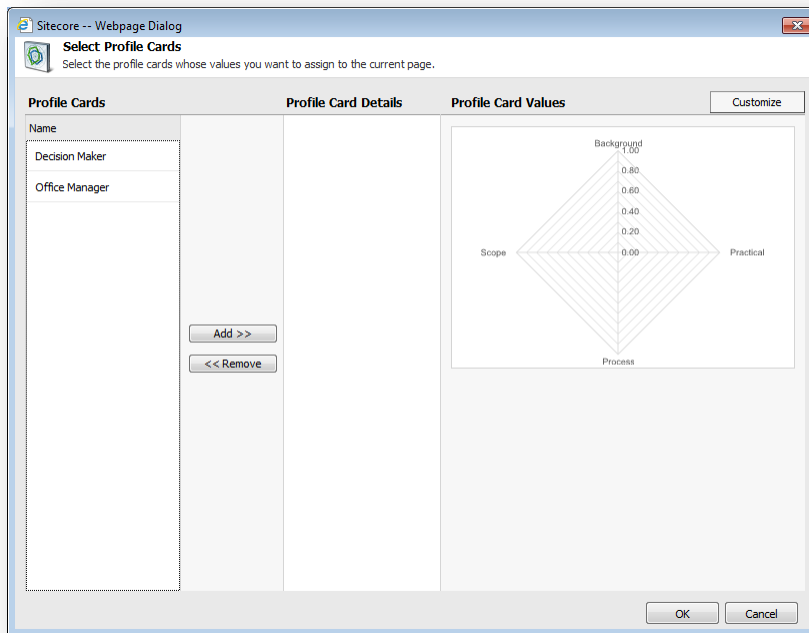 Sitecore -- Webpage Dialog
Select Profile Cards
Select the profile cards whose values you want to assign to the current page.
Profile Cards
Profile Card Details
Profile Card Values
Customize
Name
Decision Maker
Office Manager
Add >>
<< Remove
Background
1.00
0.80
0.60
0.40
0.20
0.00
Scope
Practical
Process
OK
Cancel